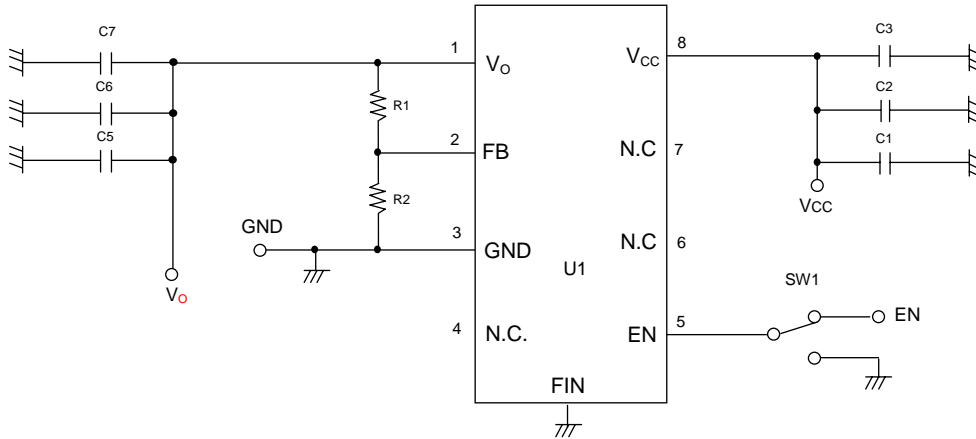 C7
C6
C5
1
VO
R1
2
FB
R2
GND
3
GND
VO
4
N.C.
U1
FIN
8
VCC
C3
C2
C1
VCC
N.C
7
N.C
6
SW1
EN
5
EN